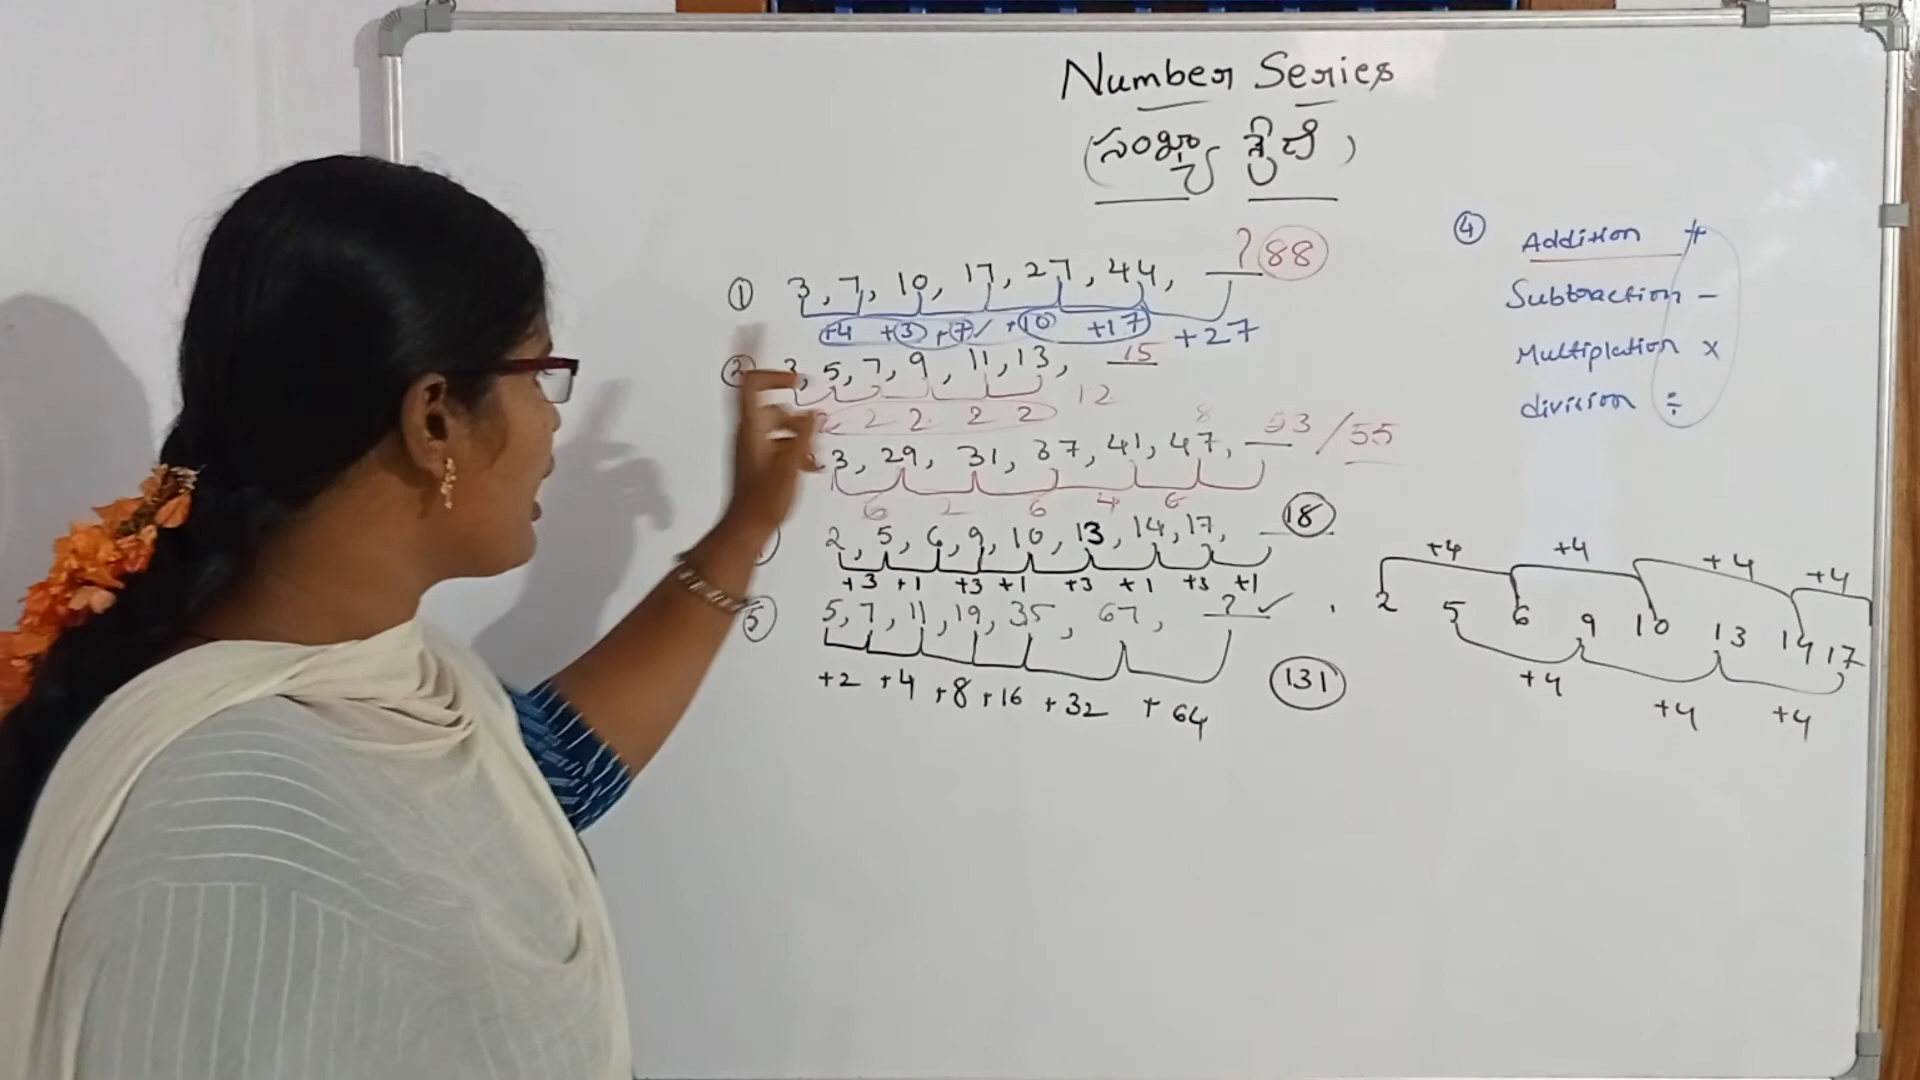 Number Series
(ಸಂಖ್ಯಾ ಶ್ರೇಣಿ)
① 3, 7, 10, 17, 27, 44, __? 88
+4 +3 +7 +10 +17 +27
② 3, 5, 7, 9, 11, 13, 15
2 2 2 2 2 12
8
23, 29, 31, 37, 41, 47, 53 / 55
6 2 6 4 6
2, 5, 6, 9, 10, 13, 14, 17, __ 18
+3 +1 +3 +1 +3 +1 +3 +1
⑤ 5, 7, 11, 19, 35, 67, __? ✓
+2 +4 +8 +16 +32 +64
131
④ Addition +
Subtraction –
Multiplation ×
division ÷
+4 +4 +4 +4
2 5 6 9 10 13 14 17
+4 +4 +4